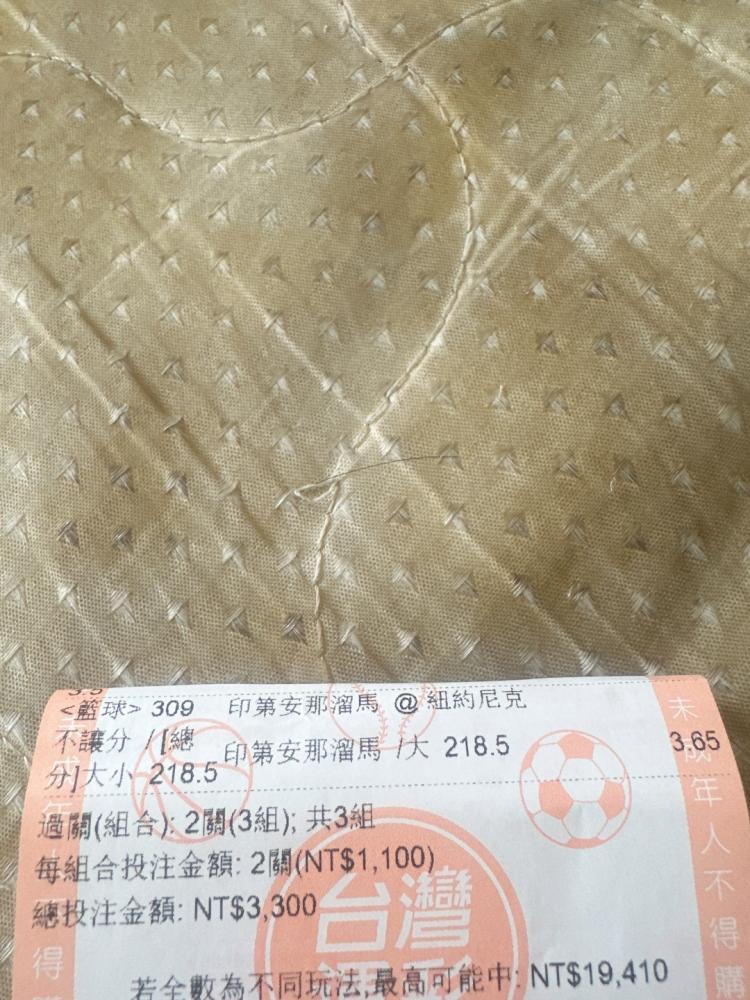 <籃球> 309 印第安那溜馬 @ 紐約尼克
不讓分 / [總分]大小 218.5 印第安那溜馬 /大 218.5 3.65
過關(組合): 2關(3組); 共3組
每組合投注金額: 2關(NT$1,100)
總投注金額: NT$3,300
若全數為不同玩法,最高可能中: NT$19,410
台灣
未成年人不得購